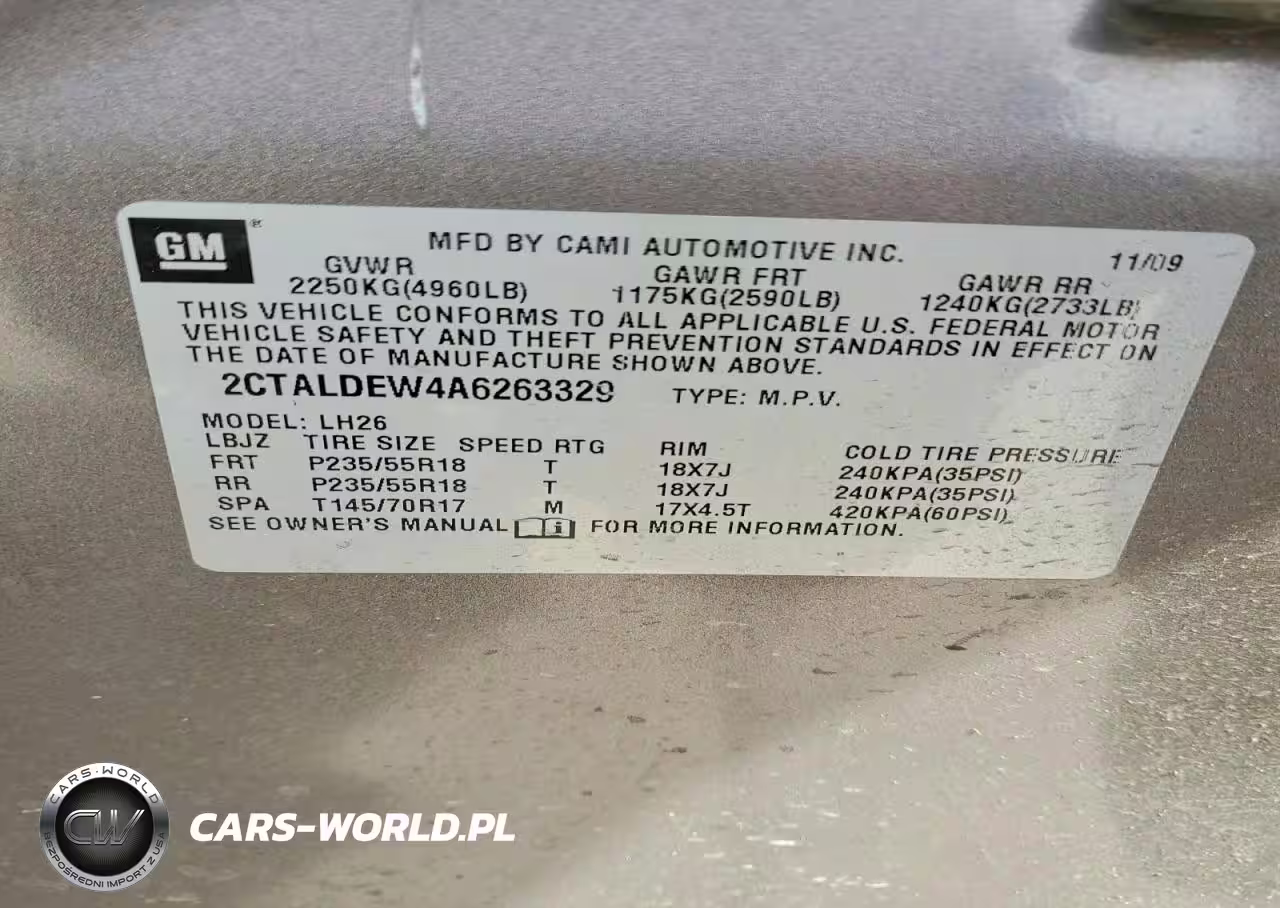 GM ®
MFD BY CAMI AUTOMOTIVE INC.
11/09
GVWR GAWR FRT GAWR RR
2250KG(4960LB) 1175KG(2590LB) 1240KG(2733LB)
THIS VEHICLE CONFORMS TO ALL APPLICABLE U.S. FEDERAL MOTOR
VEHICLE SAFETY AND THEFT PREVENTION STANDARDS IN EFFECT ON
THE DATE OF MANUFACTURE SHOWN ABOVE.
2CTALDEW4A6263329 TYPE: M.P.V.
MODEL: LH26
LBJZ TIRE SIZE SPEED RTG RIM COLD TIRE PRESSURE
FRT P235/55R18 T 18X7J 240KPA(35PSI)
RR P235/55R18 T 18X7J 240KPA(35PSI)
SPA T145/70R17 M 17X4.5T 420KPA(60PSI)
SEE OWNER'S MANUAL i FOR MORE INFORMATION.
CARS-WORLD
CW
BEZPOŚREDNI IMPORT Z USA
CARS-WORLD.PL